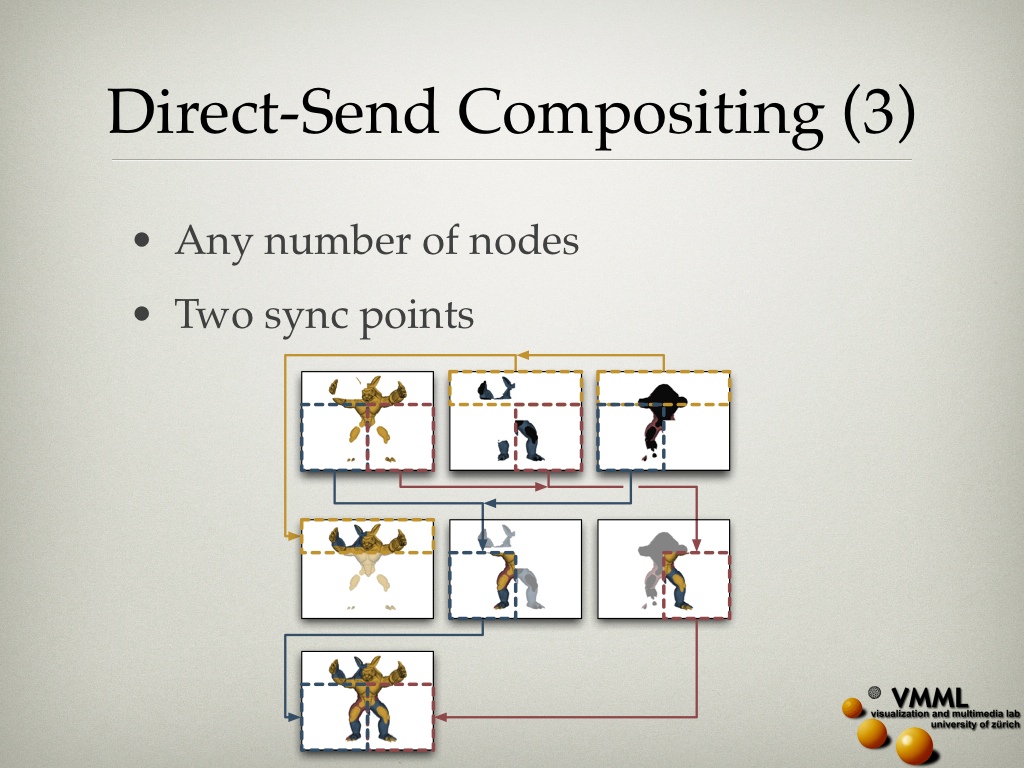 Direct-Send Compositing (3)
• Any number of nodes
• Two sync points
VMML
visualization and multimedia lab
university of zürich